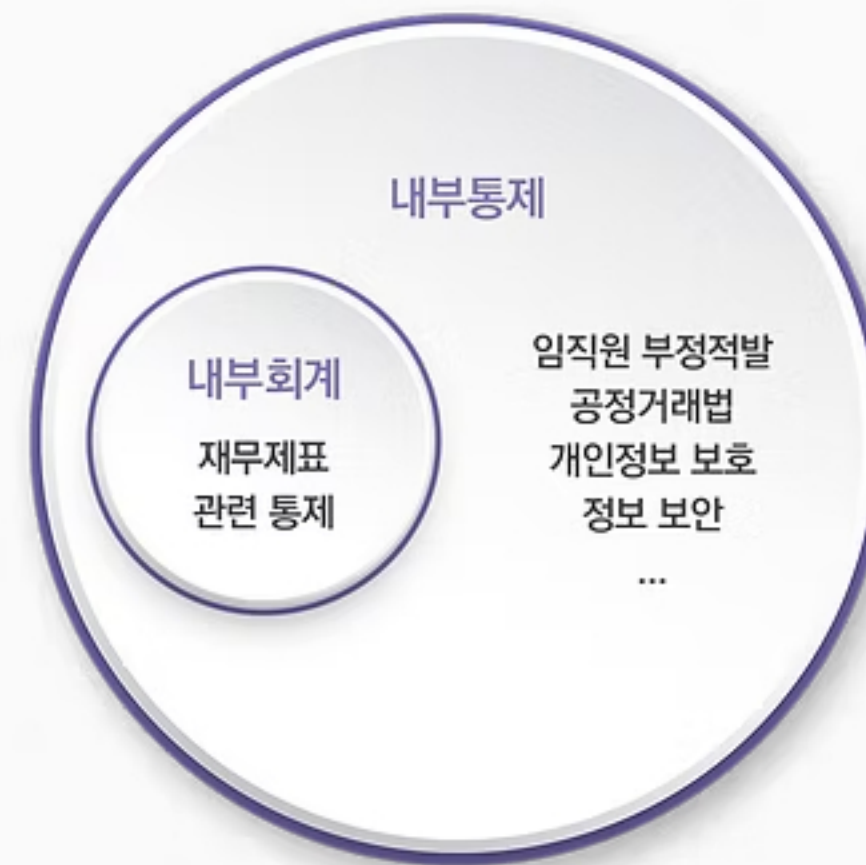 내부통제
내부회계
재무제표
관련 통제
임직원 부정적발
공정거래법
개인정보 보호
정보 보안
...